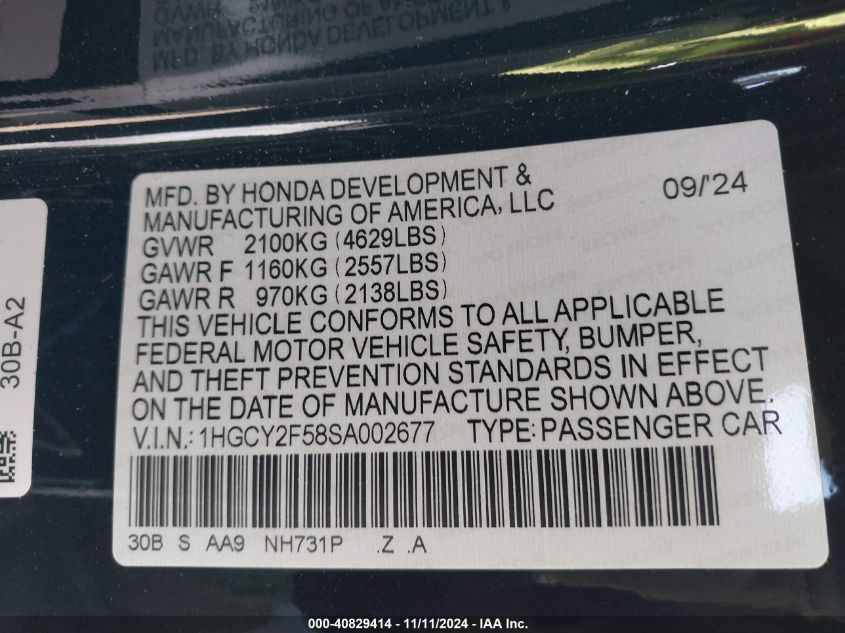 MFD. BY HONDA DEVELOPMENT &
MANUFACTURING OF AMERICA, LLC
09/'24
GVWR 2100KG (4629LBS)
GAWR F 1160KG (2557LBS)
GAWR R 970KG (2138LBS)
THIS VEHICLE CONFORMS TO ALL APPLICABLE
FEDERAL MOTOR VEHICLE SAFETY, BUMPER,
AND THEFT PREVENTION STANDARDS IN EFFECT
ON THE DATE OF MANUFACTURE SHOWN ABOVE.
V.I.N.: 1HGCY2F58SA002677 TYPE: PASSENGER CAR
30B S AA9 NH731P .Z .A
30B-A2
000-40829414 - 11/11/2024 - IAA Inc.